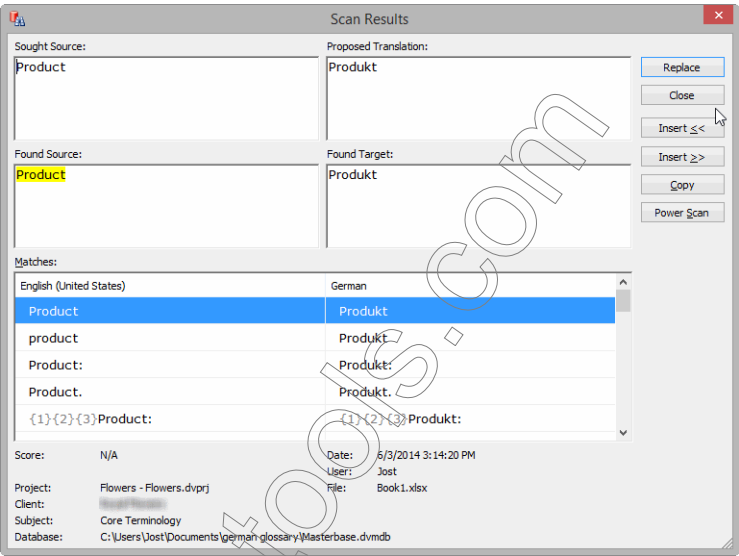 Scan Results
Sought Source:
Proposed Translation:
Product
Produkt
Replace
Close
Insert <<
Found Source:
Found Target:
Insert >>
Product
Produkt
Copy
Power Scan
Matches:
English (United States)
German
Product
Produkt
product
Produkt
Product:
Produkt:
Product.
Produkt.
{1}{2}{3}Product:
{1}{2}{3}Produkt:
Score:
N/A
Date:
6/3/2014 3:14:20 PM
User:
Jost
Project:
Flowers - Flowers.dvprj
File:
Book1.xlsx
Client:
Subject:
Core Terminology
Database:
C:\Users\Jost\Documents\german glossary\Masterbase.dvmdb
tools.com